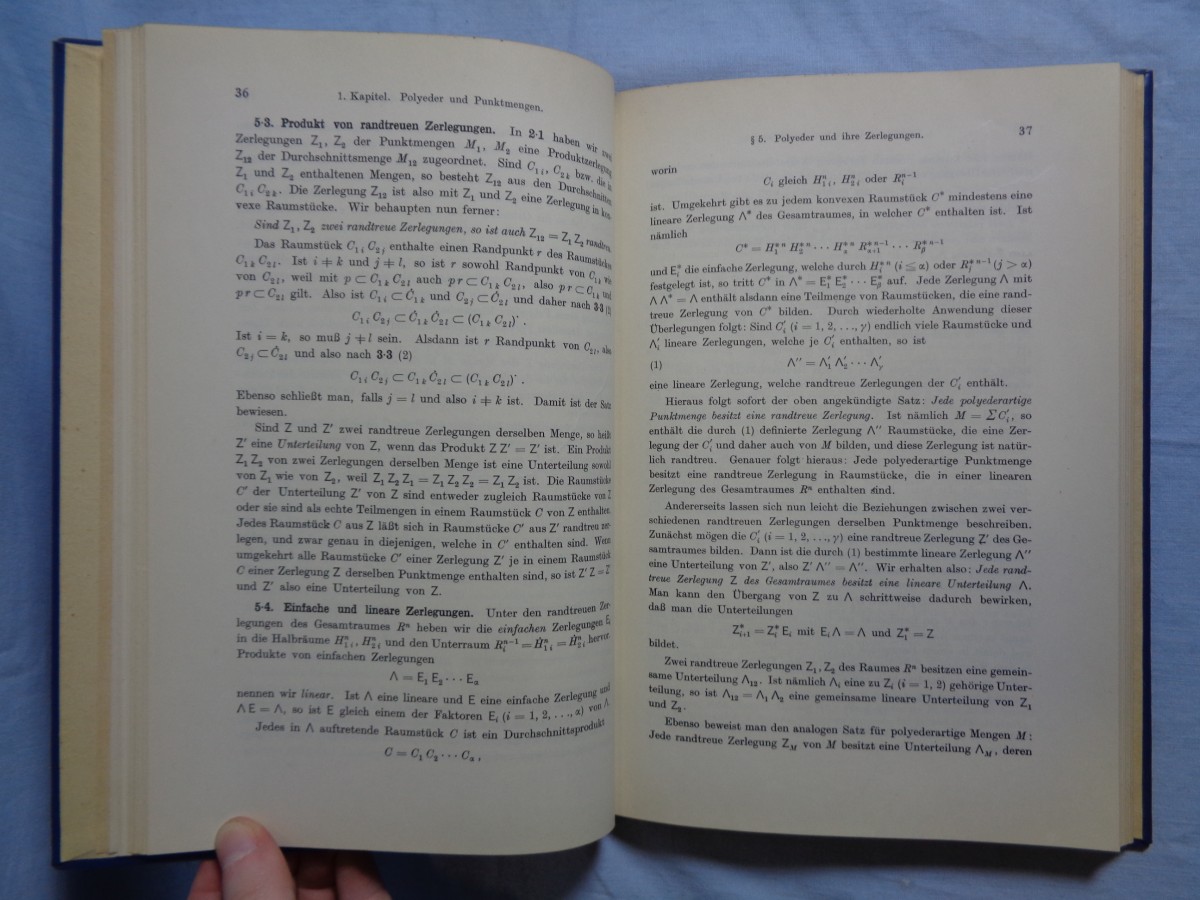 36
1. Kapitel. Polyeder und Punktmengen.
5·3. Produkt von randtreuen Zerlegungen. In 2·1 haben wir zwei
Zerlegungen Z₁, Z₂ der Punktmengen M₁, M₂ eine Produktzerlegung
Z₁₂ der Durchschnittsmenge M₁₂ zugeordnet. Sind C₁ᵢ, C₂ₖ bzw. die in
Z₁ und Z₂ enthaltenen Mengen, so besteht Z₁₂ aus den Durchschnitten
C₁ᵢ C₂ₖ. Die Zerlegung Z₁₂ ist also mit Z₁ und Z₂ eine Zerlegung in kon-
vexe Raumstücke. Wir behaupten nun ferner:
Sind Z₁, Z₂ zwei randtreue Zerlegungen, so ist auch Z₁₂ = Z₁ Z₂ randtreu.
Das Raumstück C₁ᵢ C₂ⱼ enthalte einen Randpunkt r des Raumstücks
C₁ₖ C₂ₗ. Ist i ≠ k und j ≠ l, so ist r sowohl Randpunkt von C₁ₖ wie
von C₂ₗ, weil mit p ⊂ C₁ₖ C₂ₗ auch p r ⊂ C₁ₖ C₂ₗ, also p r ⊂ C₁ₖ und
p r ⊂ C₂ₗ gilt. Also ist C₁ᵢ ⊂ Ċ₁ₖ und C₂ⱼ ⊂ Ċ₂ₗ und daher nach 3·3 (2)
C₁ᵢ C₂ⱼ ⊂ Ċ₁ₖ Ċ₂ₗ ⊂ (C₁ₖ C₂ₗ)˙.
Ist i = k, so muß j ≠ l sein. Alsdann ist r Randpunkt von C₂ₗ, also
C₂ⱼ ⊂ Ċ₂ₗ und also nach 3·3 (2)
C₁ᵢ C₂ⱼ ⊂ C₁ₖ Ċ₂ₗ ⊂ (C₁ₖ C₂ₗ)˙.
Ebenso schließt man, falls j = l und also i ≠ k ist. Damit ist der Satz
bewiesen.
Sind Z und Z′ zwei randtreue Zerlegungen derselben Menge, so heißt
Z′ eine Unterteilung von Z, wenn das Produkt Z Z′ = Z′ ist. Ein Produkt
Z₁ Z₂ von zwei Zerlegungen derselben Menge ist eine Unterteilung sowohl
von Z₁ wie von Z₂, weil Z₁ Z₂ Z₁ = Z₁ Z₂ Z₂ = Z₁ Z₂ ist. Die Raumstücke
C′ der Unterteilung Z′ von Z sind entweder zugleich Raumstücke von Z
oder sie sind als echte Teilmengen in einem Raumstück C von Z enthalten.
Jedes Raumstück C aus Z läßt sich in Raumstücke C′ aus Z′ randtreu zer-
legen, und zwar genau in diejenigen, welche in C′ enthalten sind. Wenn
umgekehrt alle Raumstücke C′ einer Zerlegung Z′ je in einem Raumstück
C einer Zerlegung Z derselben Punktmenge enthalten sind, so ist Z′ Z = Z′
und Z′ also eine Unterteilung von Z.
5·4. Einfache und lineare Zerlegungen. Unter den randtreuen Zer-
legungen des Gesamtraumes Rⁿ heben wir die einfachen Zerlegungen Eᵢ
in die Halbräume Hⁿ₁ᵢ, Hⁿ₂ᵢ und den Unterraum Rᵢⁿ⁻¹ = Ḣⁿ₁ᵢ = Ḣⁿ₂ᵢ hervor.
Produkte von einfachen Zerlegungen
Λ = E₁ E₂ · · · E_α
nennen wir linear. Ist Λ eine lineare und E eine einfache Zerlegung und
Λ E = Λ, so ist E gleich einem der Faktoren Eᵢ (i = 1, 2, . . ., α) von Λ.
Jedes in Λ auftretende Raumstück C ist ein Durchschnittsprodukt
C = C₁ C₂ · · · C_α,
§ 5. Polyeder und ihre Zerlegungen.
37
worin
Cᵢ gleich Hⁿ₁ᵢ, Hⁿ₂ᵢ oder Rᵢⁿ⁻¹
ist. Umgekehrt gibt es zu jedem konvexen Raumstück C* mindestens eine
lineare Zerlegung Λ* des Gesamtraumes, in welcher C* enthalten ist. Ist
nämlich
C* = H₁*ⁿ H₂*ⁿ · · · H_α*ⁿ R*ⁿ⁻¹_α₊₁ · · · R_β*ⁿ⁻¹
und Eᵢ* die einfache Zerlegung, welche durch Hᵢ*ⁿ (i ≦ α) oder Rⱼ*ⁿ⁻¹ (j > α)
festgelegt ist, so tritt C* in Λ* = E₁* E₂* · · · E_β* auf. Jede Zerlegung Λ mit
Λ Λ* = Λ enthält alsdann eine Teilmenge von Raumstücken, die eine rand-
treue Zerlegung von C* bilden. Durch wiederholte Anwendung dieser
Überlegungen folgt: Sind Cᵢ′ (i = 1, 2, . . ., γ) endlich viele Raumstücke und
Λᵢ′ lineare Zerlegungen, welche je Cᵢ′ enthalten, so ist
(1) Λ″ = Λ₁′ Λ₂′ · · · Λ_γ′
eine lineare Zerlegung, welche randtreue Zerlegungen der Cᵢ′ enthält.
Hieraus folgt sofort der oben angekündigte Satz: Jede polyederartige
Punktmenge besitzt eine randtreue Zerlegung. Ist nämlich M = Σ Cᵢ′, so
enthält die durch (1) definierte Zerlegung Λ″ Raumstücke, die eine Zer-
legung der Cᵢ′ und daher auch von M bilden, und diese Zerlegung ist natür-
lich randtreu. Genauer folgt hieraus: Jede polyederartige Punktmenge
besitzt eine randtreue Zerlegung in Raumstücke, die in einer linearen
Zerlegung des Gesamtraumes Rⁿ enthalten sind.
Andererseits lassen sich nun leicht die Beziehungen zwischen zwei ver-
schiedenen randtreuen Zerlegungen derselben Punktmenge beschreiben.
Zunächst mögen die Cᵢ′ (i = 1, 2, . . ., γ) eine randtreue Zerlegung Z′ des Ge-
samtraumes bilden. Dann ist die durch (1) bestimmte lineare Zerlegung Λ″
eine Unterteilung von Z′, also Z′ Λ″ = Λ″. Wir erhalten also: Jede rand-
treue Zerlegung Z des Gesamtraumes besitzt eine lineare Unterteilung Λ.
Man kann den Übergang von Z zu Λ schrittweise dadurch bewirken,
daß man die Unterteilungen
Z*ᵢ₊₁ = Zᵢ* Eᵢ mit Eᵢ Λ = Λ und Z₁* = Z
bildet.
Zwei randtreue Zerlegungen Z₁, Z₂ des Raumes Rⁿ besitzen eine gemein-
same Unterteilung Λ₁₂. Ist nämlich Λᵢ eine zu Zᵢ (i = 1, 2) gehörige Unter-
teilung, so ist Λ₁₂ = Λ₁ Λ₂ eine gemeinsame lineare Unterteilung von Z₁
und Z₂.
Ebenso beweist man den analogen Satz für polyederartige Mengen M:
Jede randtreue Zerlegung Z_M von M besitzt eine Unterteilung Λ_M, deren